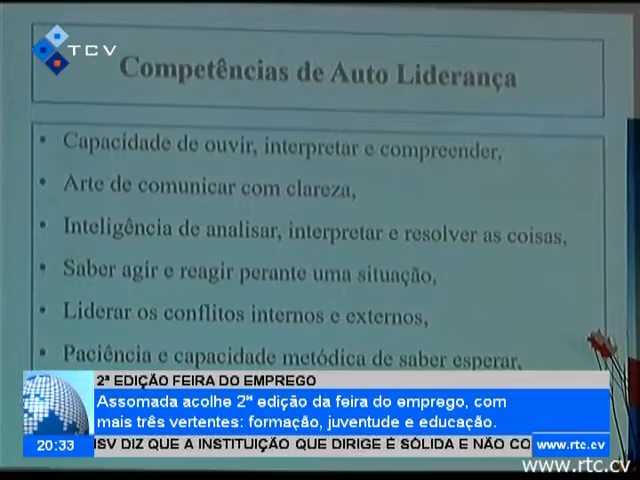 TCV
Competências de Auto Liderança
• Capacidade de ouvir, interpretar e compreender,
• Arte de comunicar com clareza,
• Inteligência de analisar, interpretar e resolver as coisas,
• Saber agir e reagir perante uma situação,
• Liderar os conflitos internos e externos,
• Paciência e capacidade metódica de saber esperar,
2ª EDIÇÃO FEIRA DO EMPREGO
Assomada acolhe 2ª edição da feira do emprego, com
mais três vertentes: formação, juventude e educação.
20:33 ISV DIZ QUE A INSTITUIÇÃO QUE DIRIGE É SÓLIDA E NÃO CO www.rtc.cv
www.rtc.cv